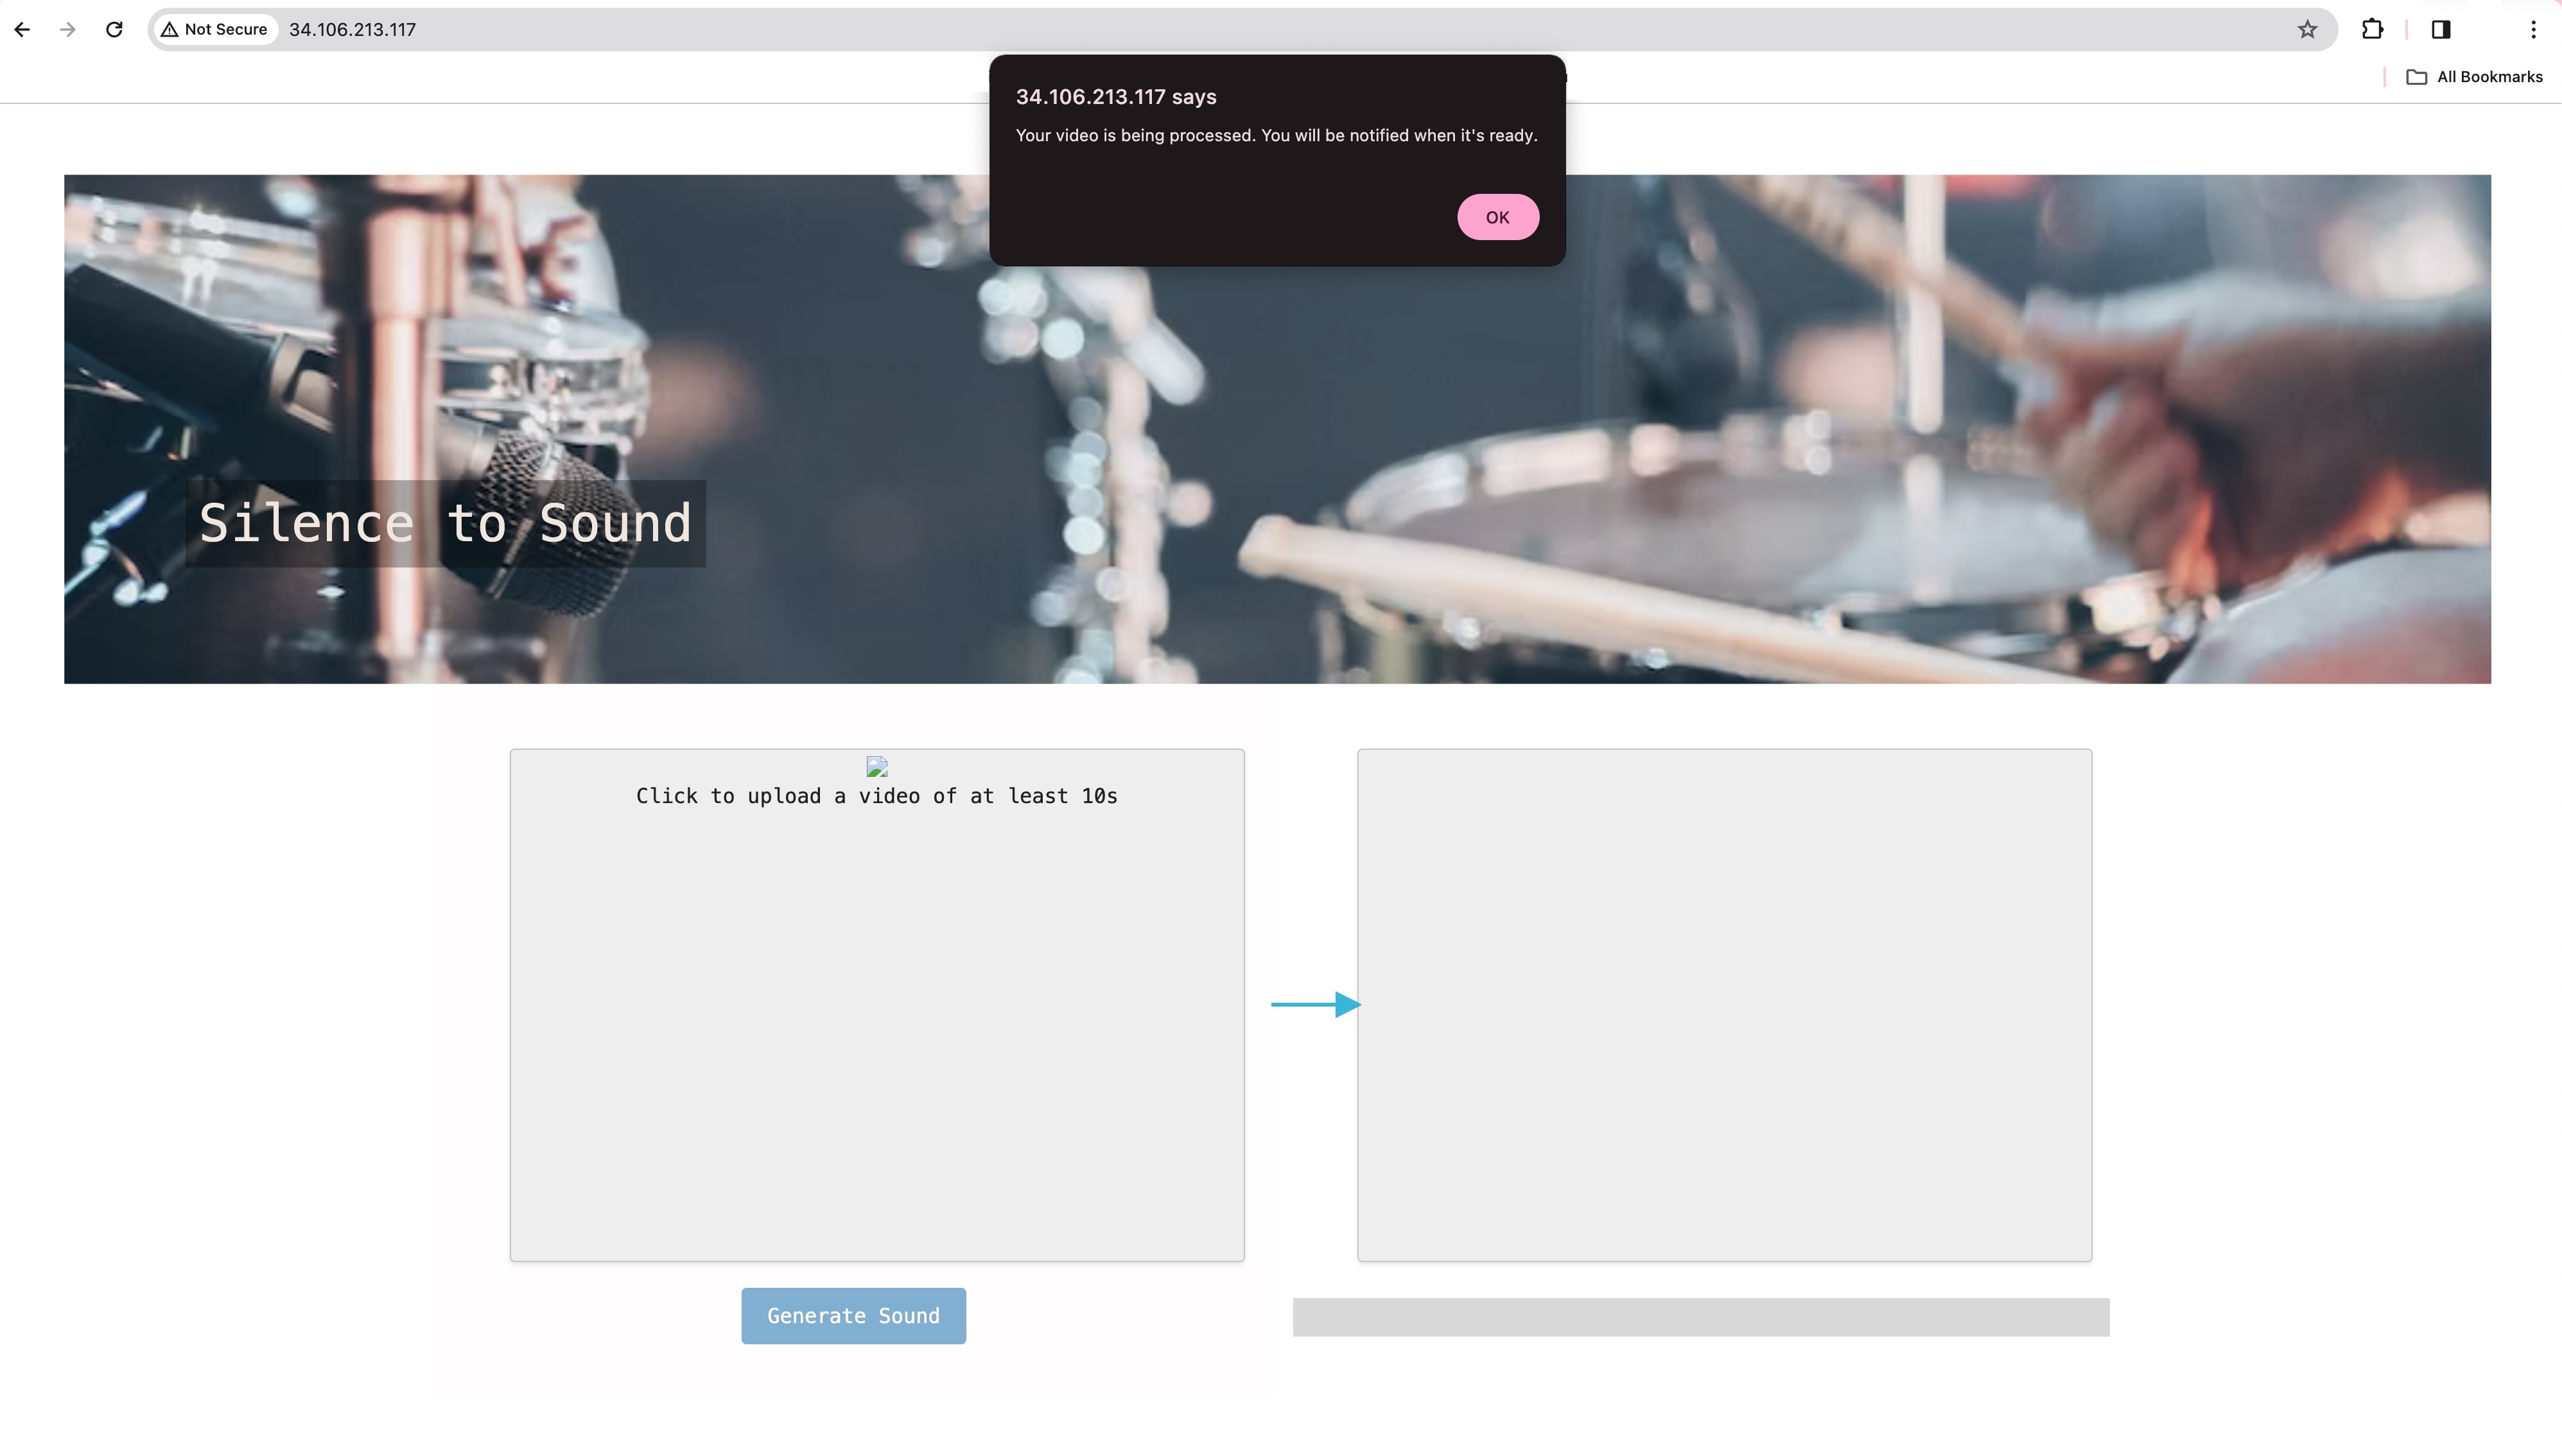 Not Secure 34.106.213.117
All Bookmarks
34.106.213.117 says
Your video is being processed. You will be notified when it's ready.
OK
Silence to Sound
Click to upload a video of at least 10s
Generate Sound